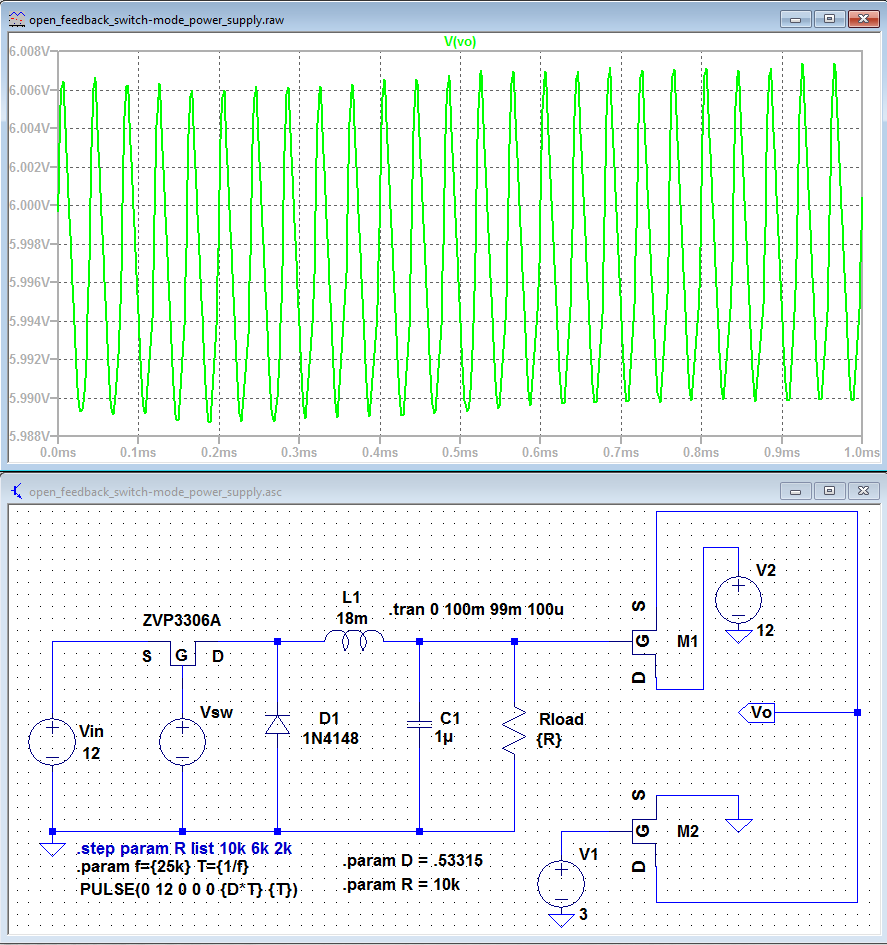 open_feedback_switch-mode_power_supply.raw
V(vo)
6.008V
6.006V
6.004V
6.002V
6.000V
5.998V
5.996V
5.994V
5.992V
5.990V
5.988V
0.0ms 0.1ms 0.2ms 0.3ms 0.4ms 0.5ms 0.6ms 0.7ms 0.8ms 0.9ms 1.0ms
open_feedback_switch-mode_power_supply.asc
ZVP3306A
S G D
L1
18m
.tran 0 100m 99m 100u
S
G
D
M1
V2
12
Vin
12
Vsw
D1
1N4148
C1
1µ
Rload
{R}
Vo
S
G
D
M2
V1
3
.step param R list 10k 6k 2k
.param f={25k} T={1/f}
PULSE(0 12 0 0 0 {D*T} {T})
.param D = .53315
.param R = 10k